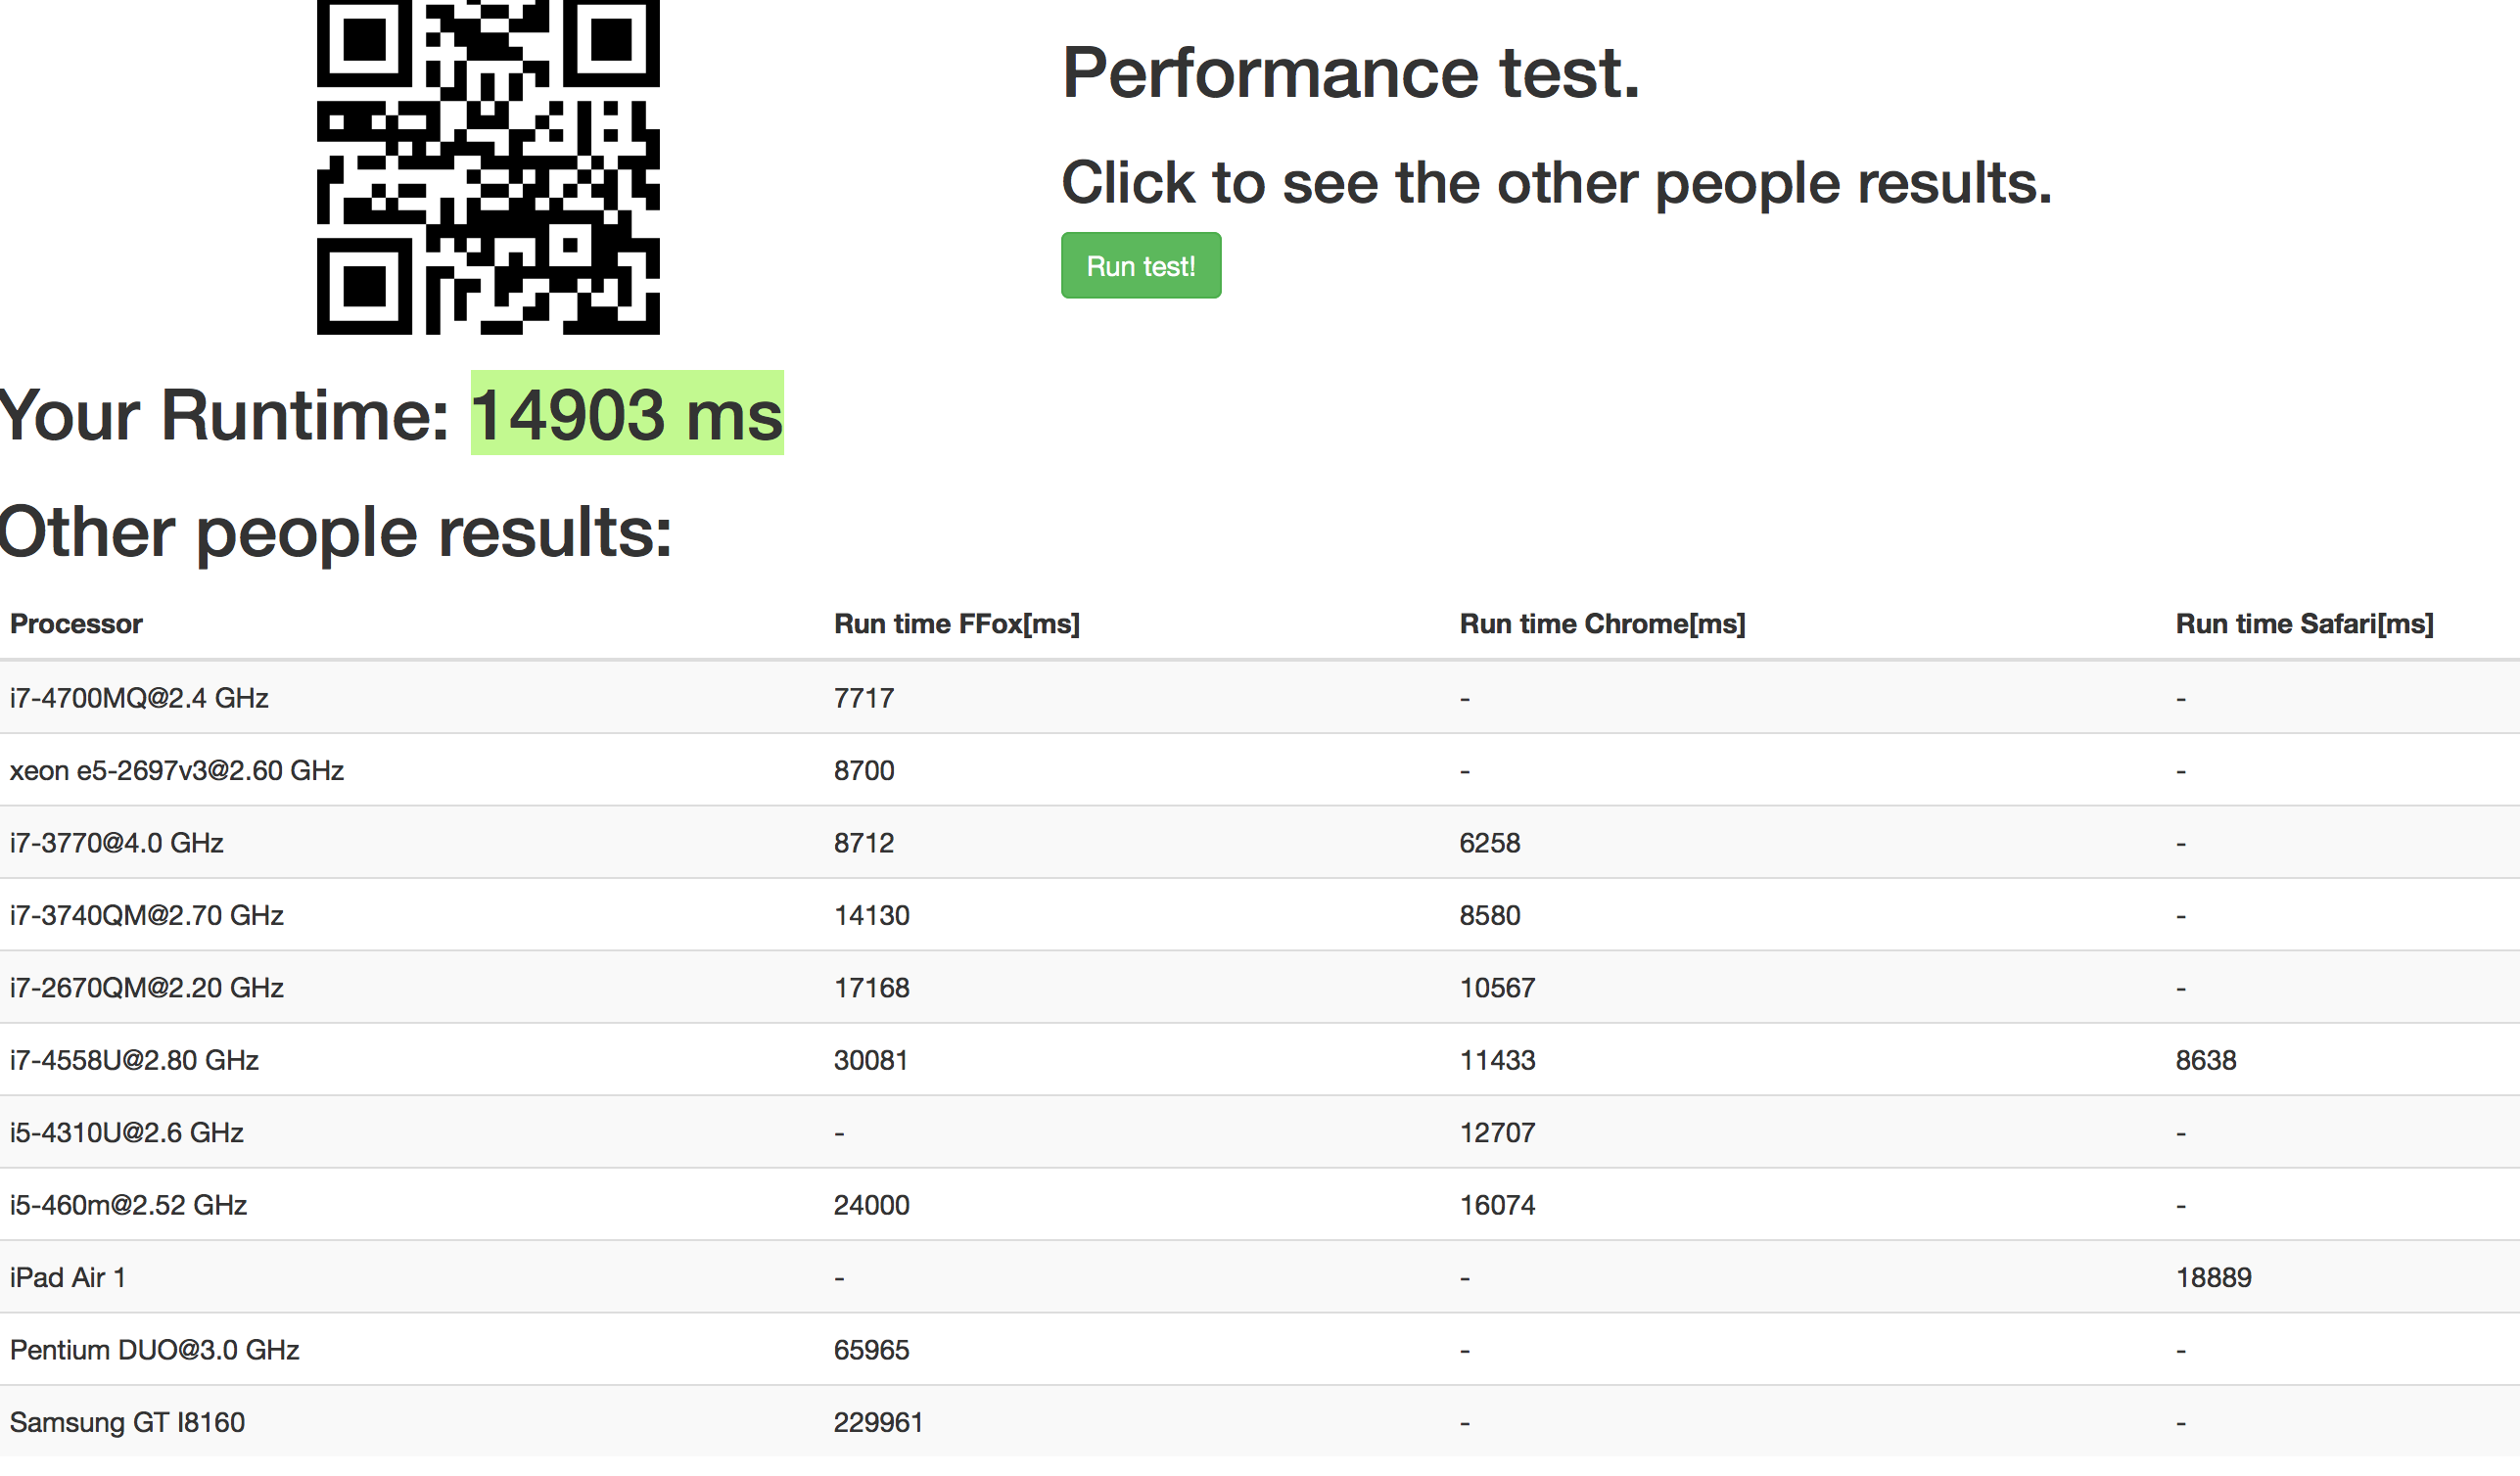 Performance test.
Click to see the other people results.
Run test!
Your Runtime: 14903 ms
Other people results:
Processor Run time FFox[ms] Run time Chrome[ms] Run time Safari[ms]
i7-4700MQ@2.4 GHz 7717 - -
xeon e5-2697v3@2.60 GHz 8700 - -
i7-3770@4.0 GHz 8712 6258 -
i7-3740QM@2.70 GHz 14130 8580 -
i7-2670QM@2.20 GHz 17168 10567 -
i7-4558U@2.80 GHz 30081 11433 8638
i5-4310U@2.6 GHz - 12707 -
i5-460m@2.52 GHz 24000 16074 -
iPad Air 1 - - 18889
Pentium DUO@3.0 GHz 65965 - -
Samsung GT I8160 229961 - -